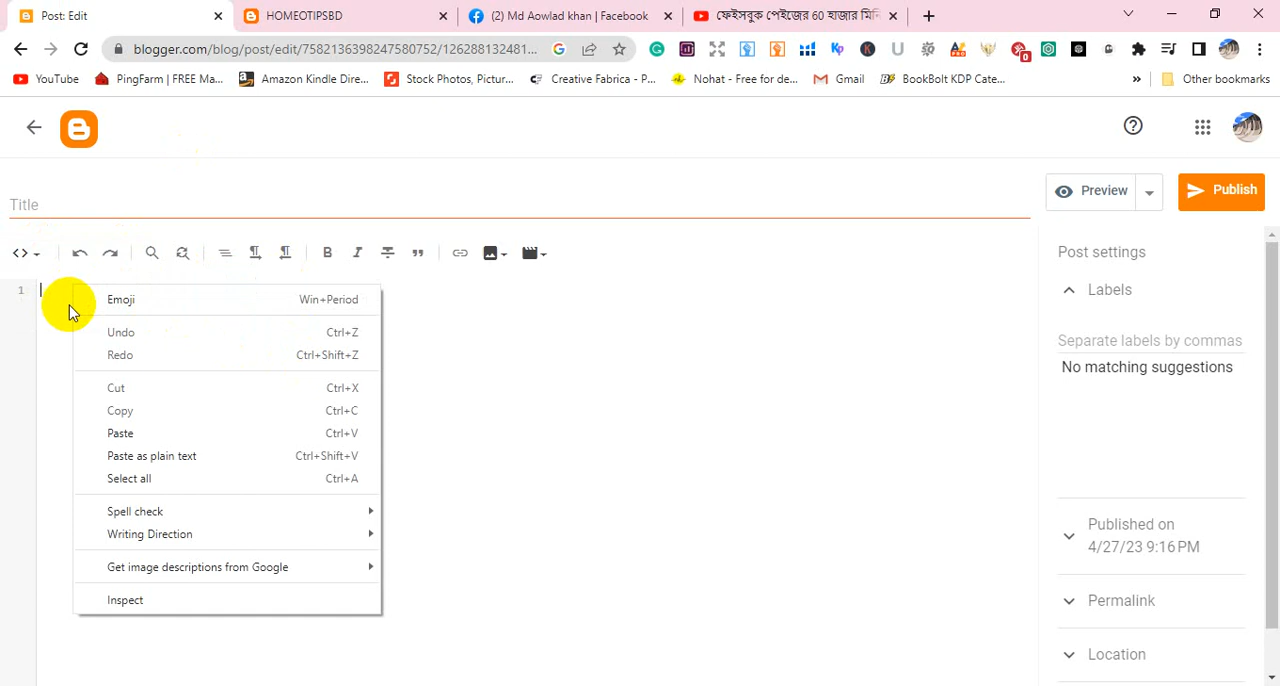 Post: Edit
HOMEOTIPSBD
(2) Md Aowlad khan | Facebook
ফেইসবুক পেইজের 60 হাজার মিনি
blogger.com/blog/post/edit/7582136398247580752/126288132481...
YouTube
PingFarm | FREE Ma...
Amazon Kindle Dire...
Stock Photos, Pictur...
Creative Fabrica - P...
Nohat - Free for de...
Gmail
BookBolt KDP Cate...
»
Other bookmarks
Title
Preview
Publish
1
Emoji Win+Period
Undo Ctrl+Z
Redo Ctrl+Shift+Z
Cut Ctrl+X
Copy Ctrl+C
Paste Ctrl+V
Paste as plain text Ctrl+Shift+V
Select all Ctrl+A
Spell check
Writing Direction
Get image descriptions from Google
Inspect
Post settings
Labels
Separate labels by commas
No matching suggestions
Published on
4/27/23 9:16 PM
Permalink
Location